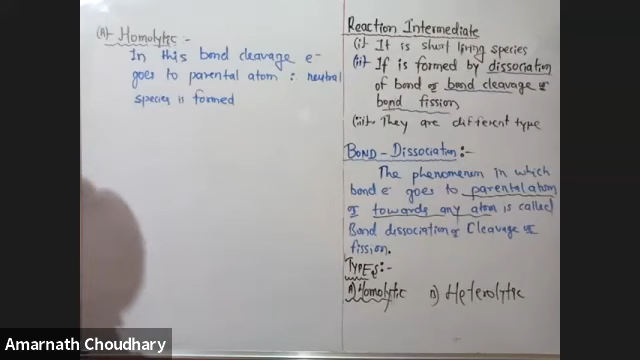 (A) Homolytic :-
In this bond cleavage e-
goes to parental atom ∴ neutral
species is formed
Reaction Intermediate
(i) It is short living species
(ii) If is formed by dissociation
of bond or bond cleavage or
bond fission
(iii) They are different type
BOND - Dissociation :-
The phenomenon in which
bond e- goes to parental atom
or towards any atom is called
Bond dissociation or Cleavage or
fission.
TYPES :-
A) Homolytic B) Heterolytic
Amarnath Choudhary